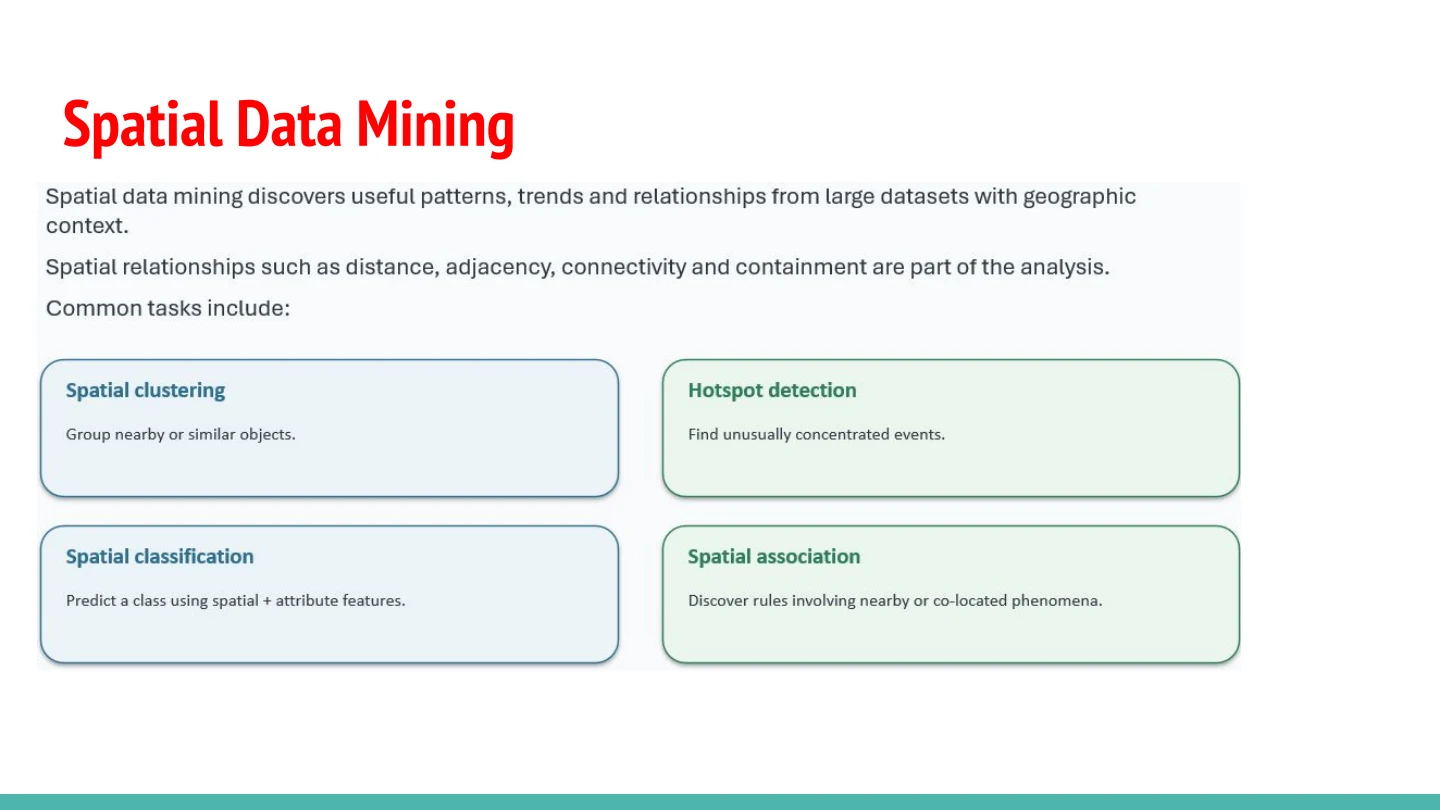 Spatial Data Mining
Spatial data mining discovers useful patterns, trends and relationships from large datasets with geographic
context.
Spatial relationships such as distance, adjacency, connectivity and containment are part of the analysis.
Common tasks include:
Spatial clustering
Group nearby or similar objects.
Hotspot detection
Find unusually concentrated events.
Spatial classification
Predict a class using spatial + attribute features.
Spatial association
Discover rules involving nearby or co-located phenomena.